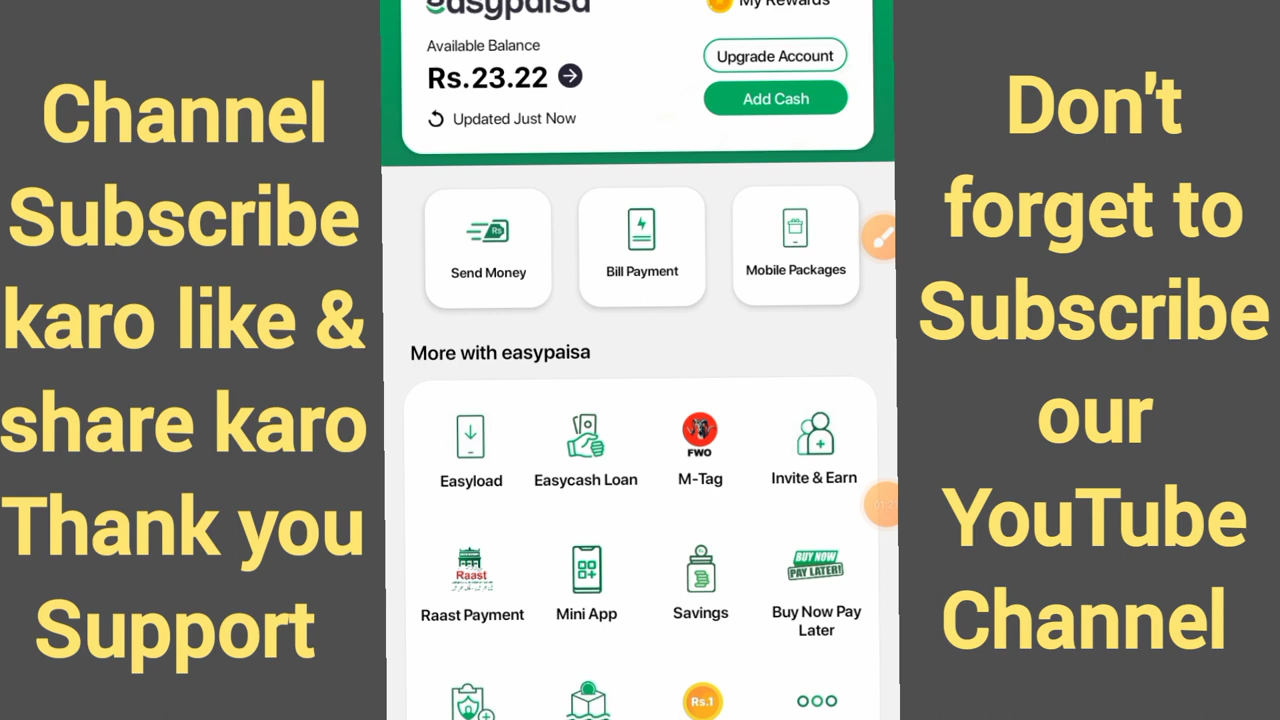 Channel
Subscribe
karo like &
share karo
Thank you
Support
easypaisa
My Rewards
Available Balance
Rs.23.22
Upgrade Account
Add Cash
Updated Just Now
Rs
Send Money
Bill Payment
Mobile Packages
More with easypaisa
FWO
Easyload
Easycash Loan
M-Tag
Invite & Earn
Raast
BUY NOW
PAY LATER!
Raast Payment
Mini App
Savings
Buy Now Pay
Later
Rs.1
Don't
forget to
Subscribe
our
YouTube
Channel